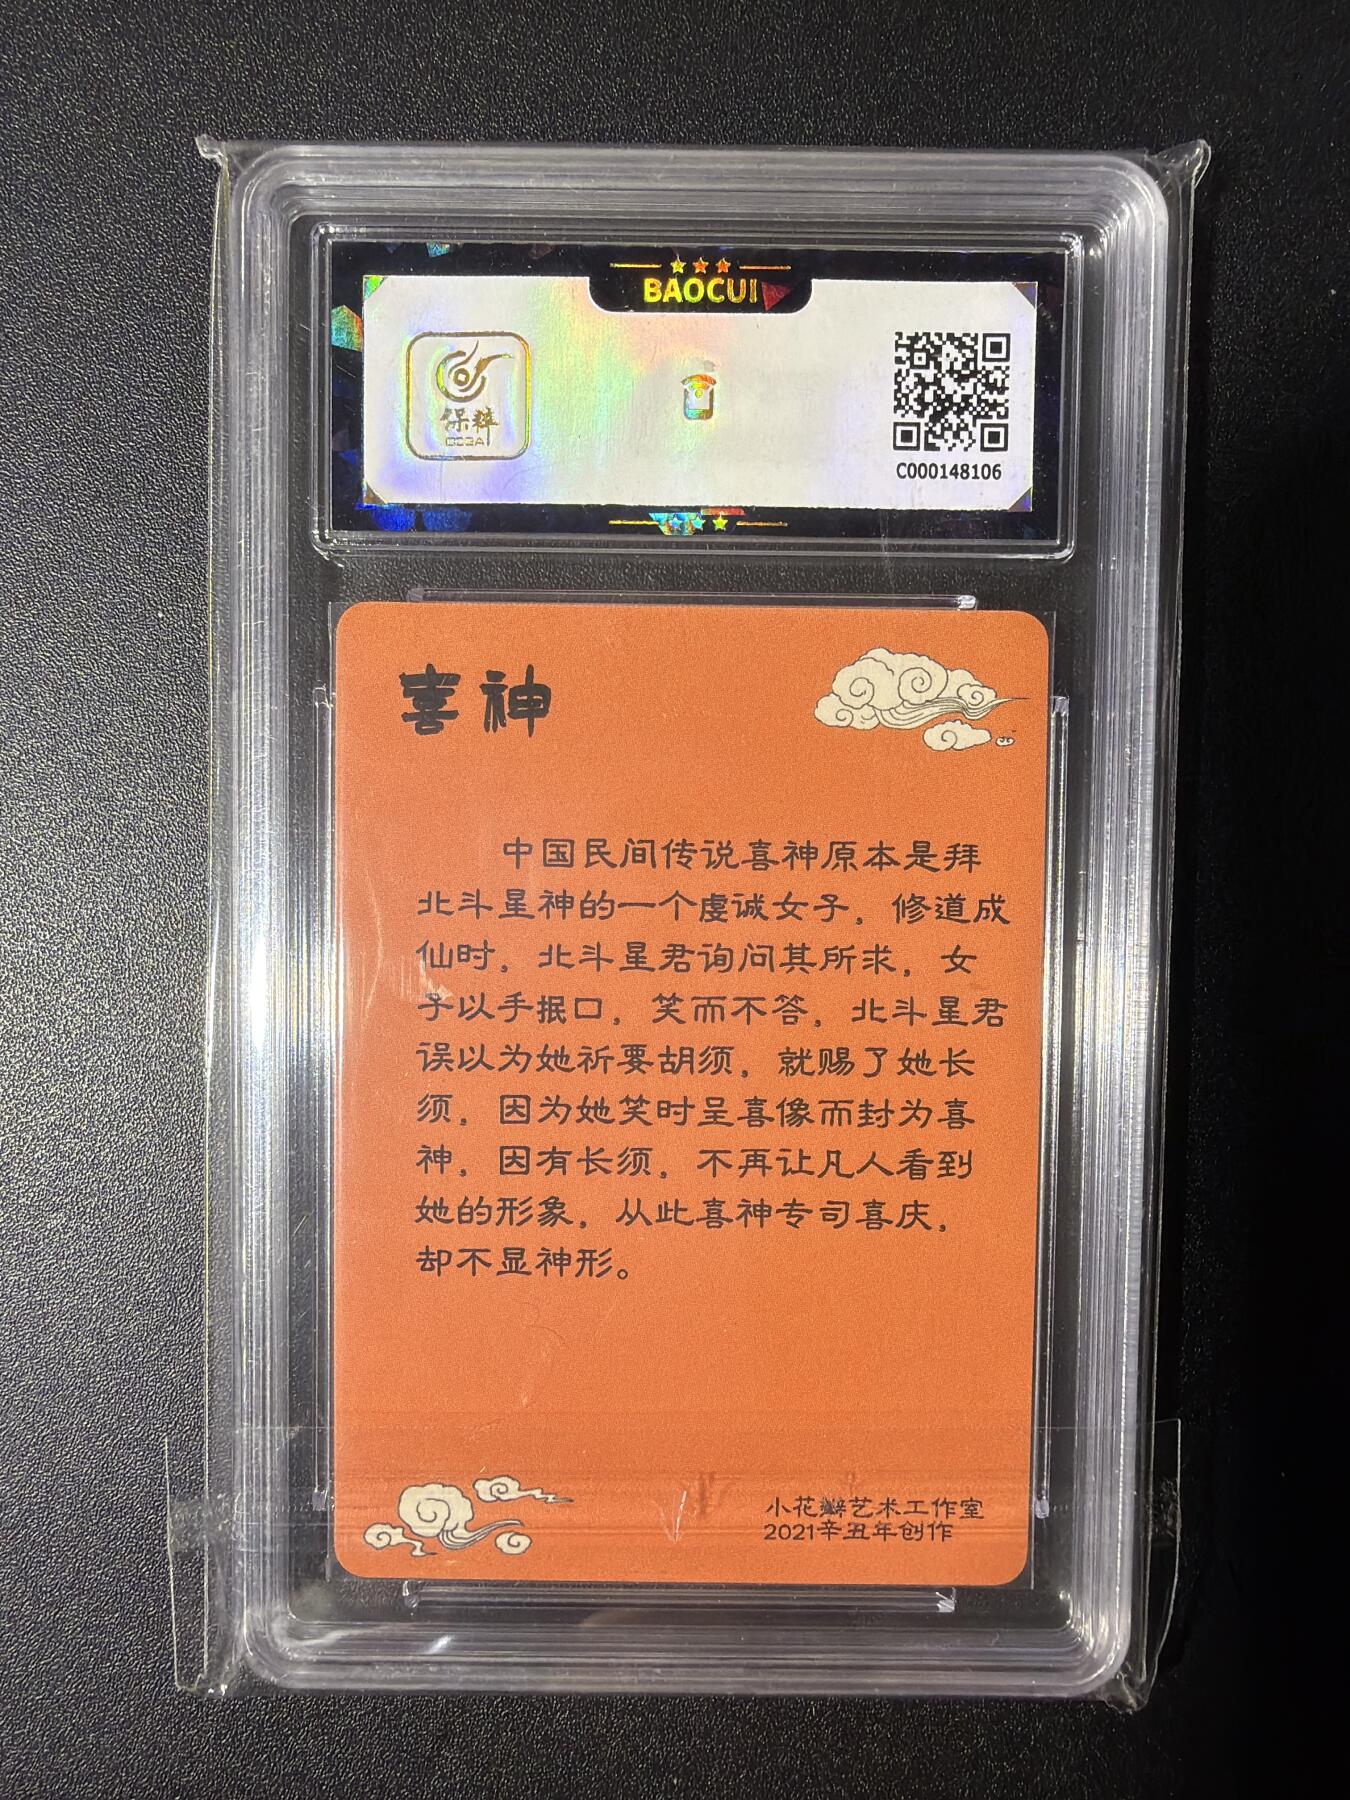 BAOCUI
保粹
CCGA
C000148106
喜神
中国民间传说喜神原本是拜
北斗星神的一个虔诚女子，修道成
仙时，北斗星君询问其所求，女
子以手抿口，笑而不答，北斗星君
误以为她祈要胡须，就赐了她长
须，因为她笑时呈喜像而封为喜
神，因有长须，不再让凡人看到
她的形象，从此喜神专司喜庆，
却不显神形。
小花瓣艺术工作室
2021辛丑年创作